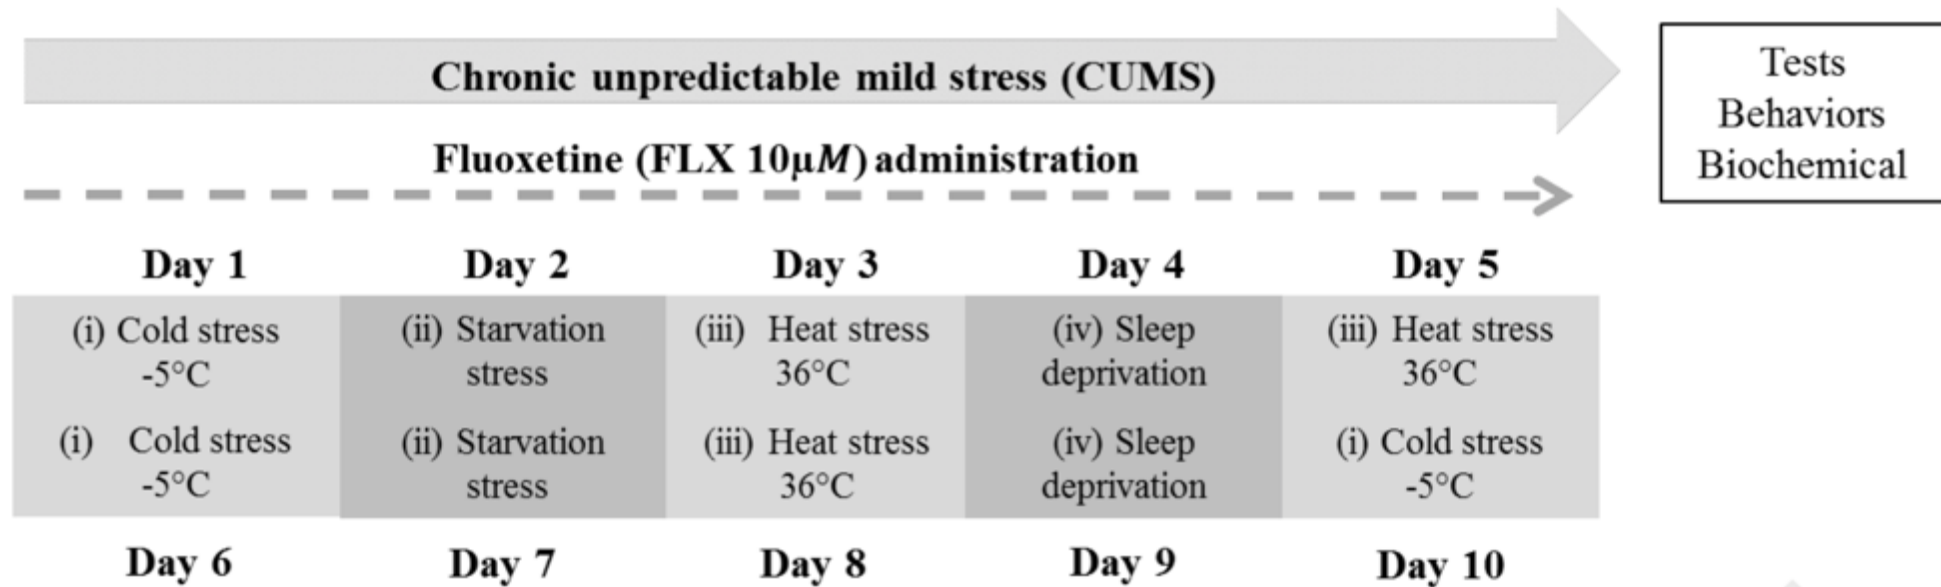 Chronic unpredictable mild stress (CUMS)
Fluoxetine (FLX 10μM) administration
Tests
Behaviors
Biochemical
Day 1
Day 2
Day 3
Day 4
Day 5
(i) Cold stress
-5°C
(ii) Starvation
stress
(iii) Heat stress
36°C
(iv) Sleep
deprivation
(iii) Heat stress
36°C
(i) Cold stress
-5°C
(ii) Starvation
stress
(iii) Heat stress
36°C
(iv) Sleep
deprivation
(i) Cold stress
-5°C
Day 6
Day 7
Day 8
Day 9
Day 10